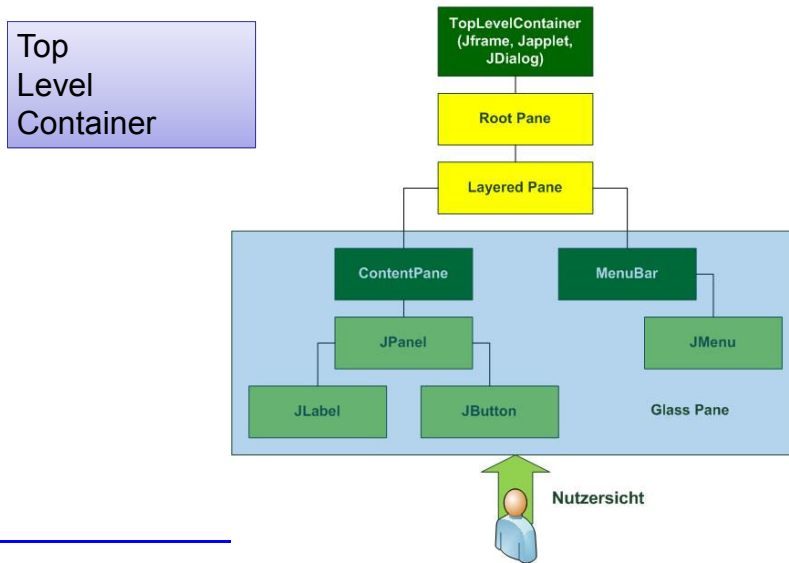 Top
Level
Container
TopLevelContainer
(Jframe, Japplet,
JDialog)
Root Pane
Layered Pane
ContentPane
MenuBar
JPanel
JMenu
JLabel
JButton
Glass Pane
Nutzersicht